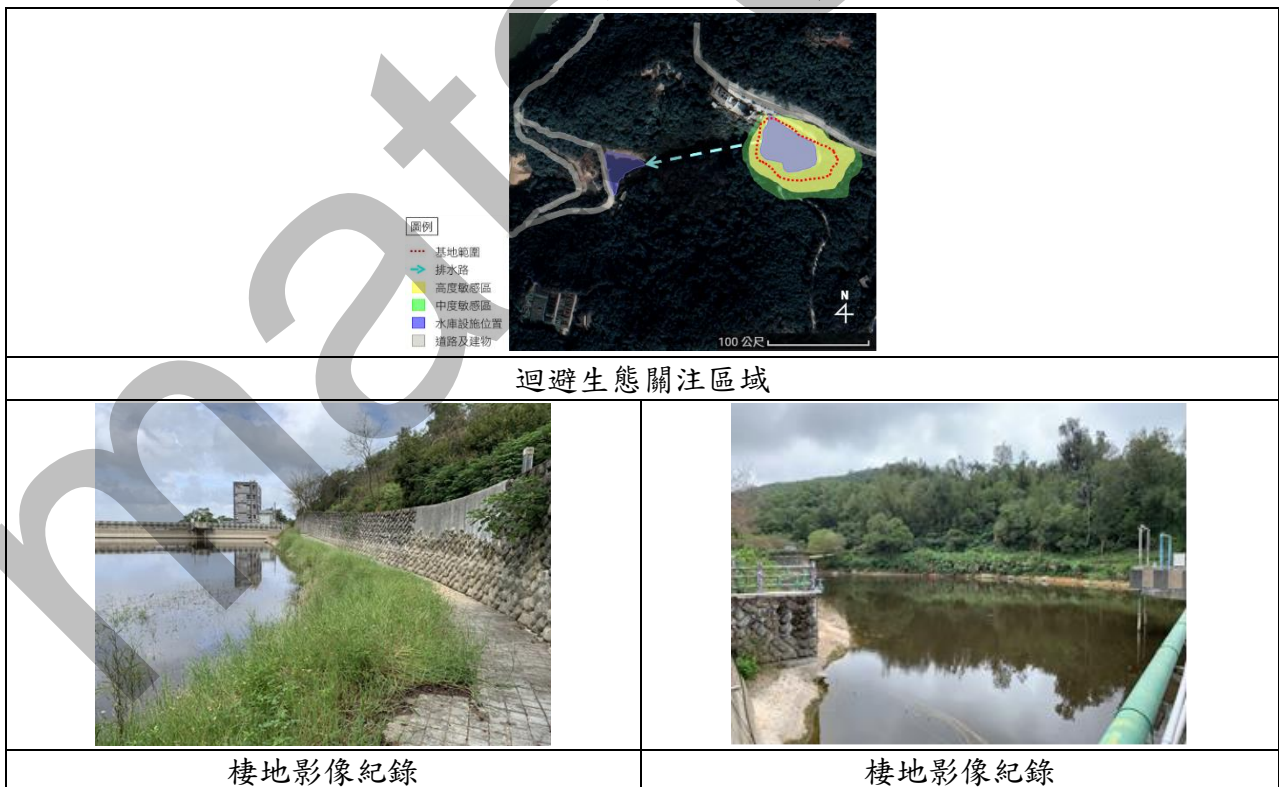 圖例
基地範圍
排水路
高度敏感區
中度敏感區
水庫設施位置
道路及建物
N
100 公尺
迴避生態關注區域
棲地影像紀錄
棲地影像紀錄